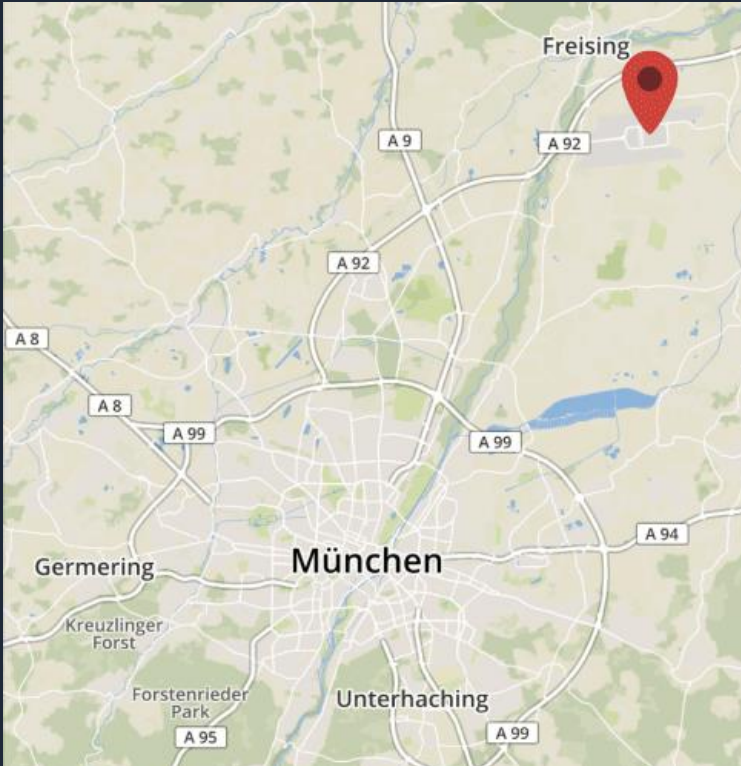 Freising
A 9
A 92
A 92
A 8
A 8
A 99
A 99
A 94
München
Germering
Kreuzlinger
Forst
Forstenrieder
Park
Unterhaching
A 95
A 99